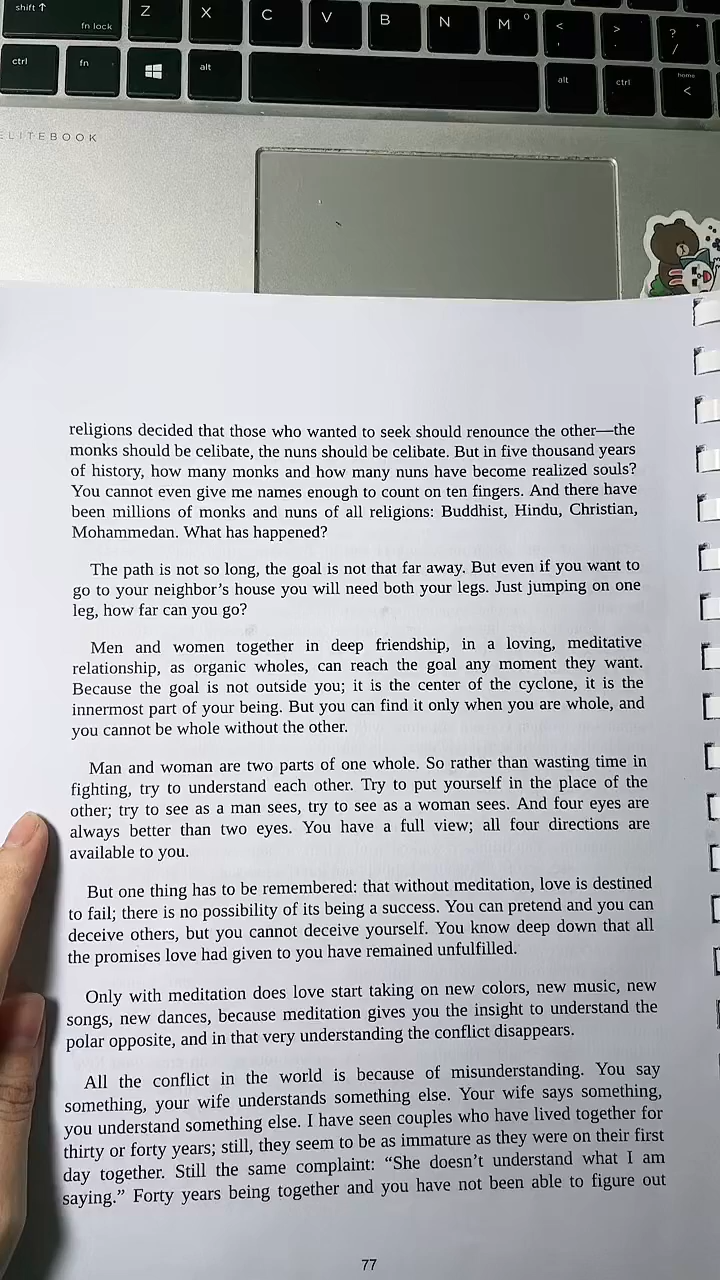 shift ↑
fn lock
Z X C V B N M < > ? /
ctrl fn alt alt ctrl home <
ELITEBOOK
religions decided that those who wanted to seek should renounce the other—the
monks should be celibate, the nuns should be celibate. But in five thousand years
of history, how many monks and how many nuns have become realized souls?
You cannot even give me names enough to count on ten fingers. And there have
been millions of monks and nuns of all religions: Buddhist, Hindu, Christian,
Mohammedan. What has happened?
The path is not so long, the goal is not that far away. But even if you want to
go to your neighbor's house you will need both your legs. Just jumping on one
leg, how far can you go?
Men and women together in deep friendship, in a loving, meditative
relationship, as organic wholes, can reach the goal any moment they want.
Because the goal is not outside you; it is the center of the cyclone, it is the
innermost part of your being. But you can find it only when you are whole, and
you cannot be whole without the other.
Man and woman are two parts of one whole. So rather than wasting time in
fighting, try to understand each other. Try to put yourself in the place of the
other; try to see as a man sees, try to see as a woman sees. And four eyes are
always better than two eyes. You have a full view; all four directions are
available to you.
But one thing has to be remembered: that without meditation, love is destined
to fail; there is no possibility of its being a success. You can pretend and you can
deceive others, but you cannot deceive yourself. You know deep down that all
the promises love had given to you have remained unfulfilled.
Only with meditation does love start taking on new colors, new music, new
songs, new dances, because meditation gives you the insight to understand the
polar opposite, and in that very understanding the conflict disappears.
All the conflict in the world is because of misunderstanding. You say
something, your wife understands something else. Your wife says something,
you understand something else. I have seen couples who have lived together for
thirty or forty years; still, they seem to be as immature as they were on their first
day together. Still the same complaint: “She doesn't understand what I am
saying.” Forty years being together and you have not been able to figure out
77